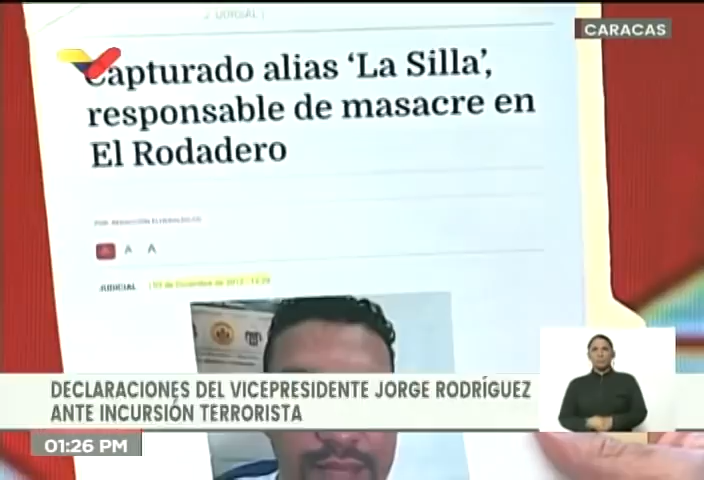 JUDICIAL |
CARACAS
Capturado alias ‘La Silla’,
responsable de masacre en
El Rodadero
A A A
JUDICIAL
DECLARACIONES DEL VICEPRESIDENTE JORGE RODRÍGUEZ
ANTE INCURSIÓN TERRORISTA
01:26 PM